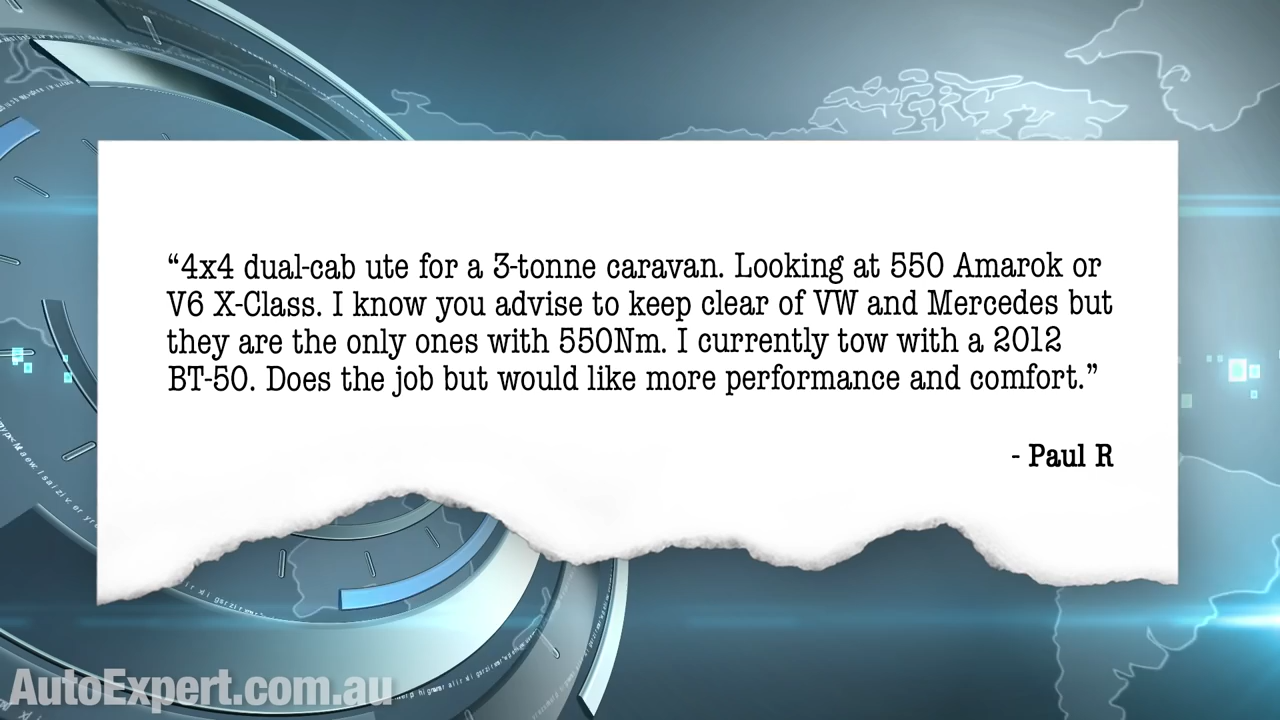 “4x4 dual-cab ute for a 3-tonne caravan. Looking at 550 Amarok or
V6 X-Class. I know you advise to keep clear of VW and Mercedes but
they are the only ones with 550Nm. I currently tow with a 2012
BT-50. Does the job but would like more performance and comfort.”
- Paul R
AutoExpert.com.au